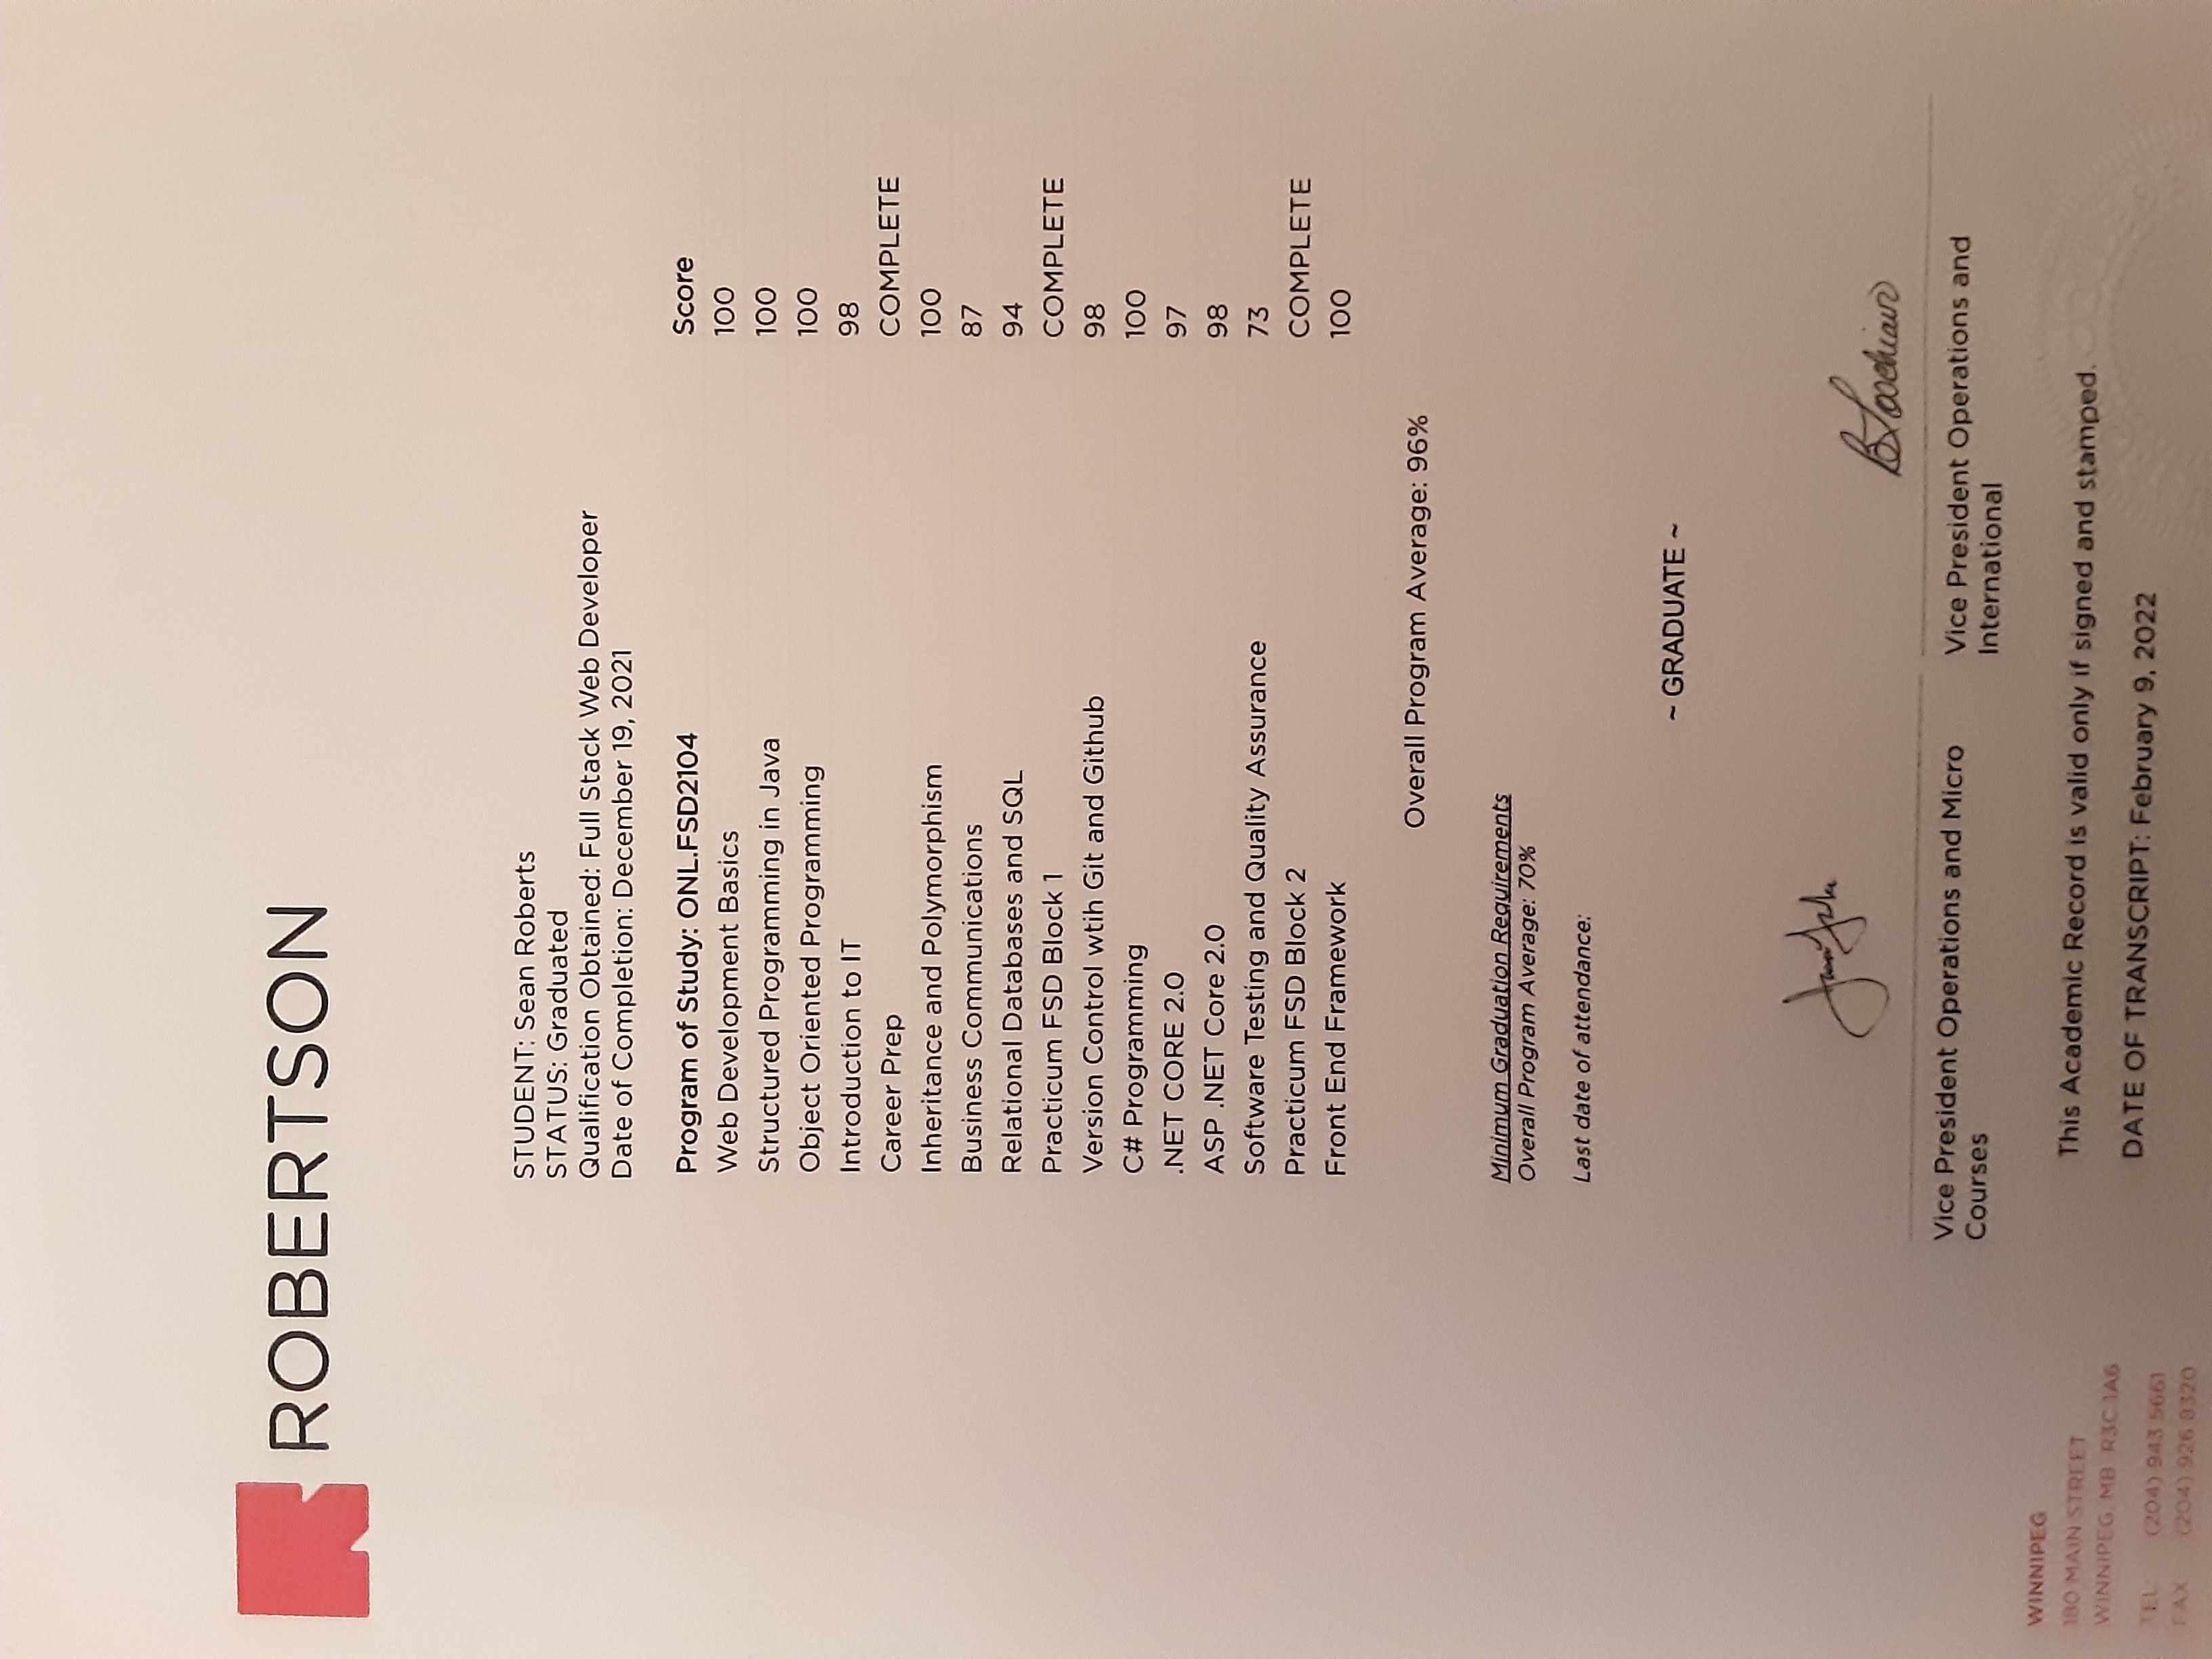 ROBERTSON
STUDENT: Sean Roberts
STATUS: Graduated
Qualification Obtained: Full Stack Web Developer
Date of Completion: December 19, 2021
Program of Study: ONL.FSD2104 Score
Web Development Basics 100
Structured Programming in Java 100
Object Oriented Programming 100
Introduction to IT 98
Career Prep COMPLETE
Inheritance and Polymorphism 100
Business Communications 87
Relational Databases and SQL 94
Practicum FSD Block 1 COMPLETE
Version Control wtih Git and Github 98
C# Programming 100
.NET CORE 2.0 97
ASP .NET Core 2.0 98
Software Testing and Quality Assurance 73
Practicum FSD Block 2 COMPLETE
Front End Framework 100
Overall Program Average: 96%
Minimum Graduation Requirements
Overall Program Average: 70%
Last date of attendance:
~ GRADUATE ~
Vice President Operations and Micro
Courses
Vice President Operations and
International
This Academic Record is valid only if signed and stamped.
DATE OF TRANSCRIPT: February 9, 2022
WINNIPEG
180 MAIN STREET
WINNIPEG, MB R3C 1A6
TEL (204) 943 5661
FAX (204) 926 8320